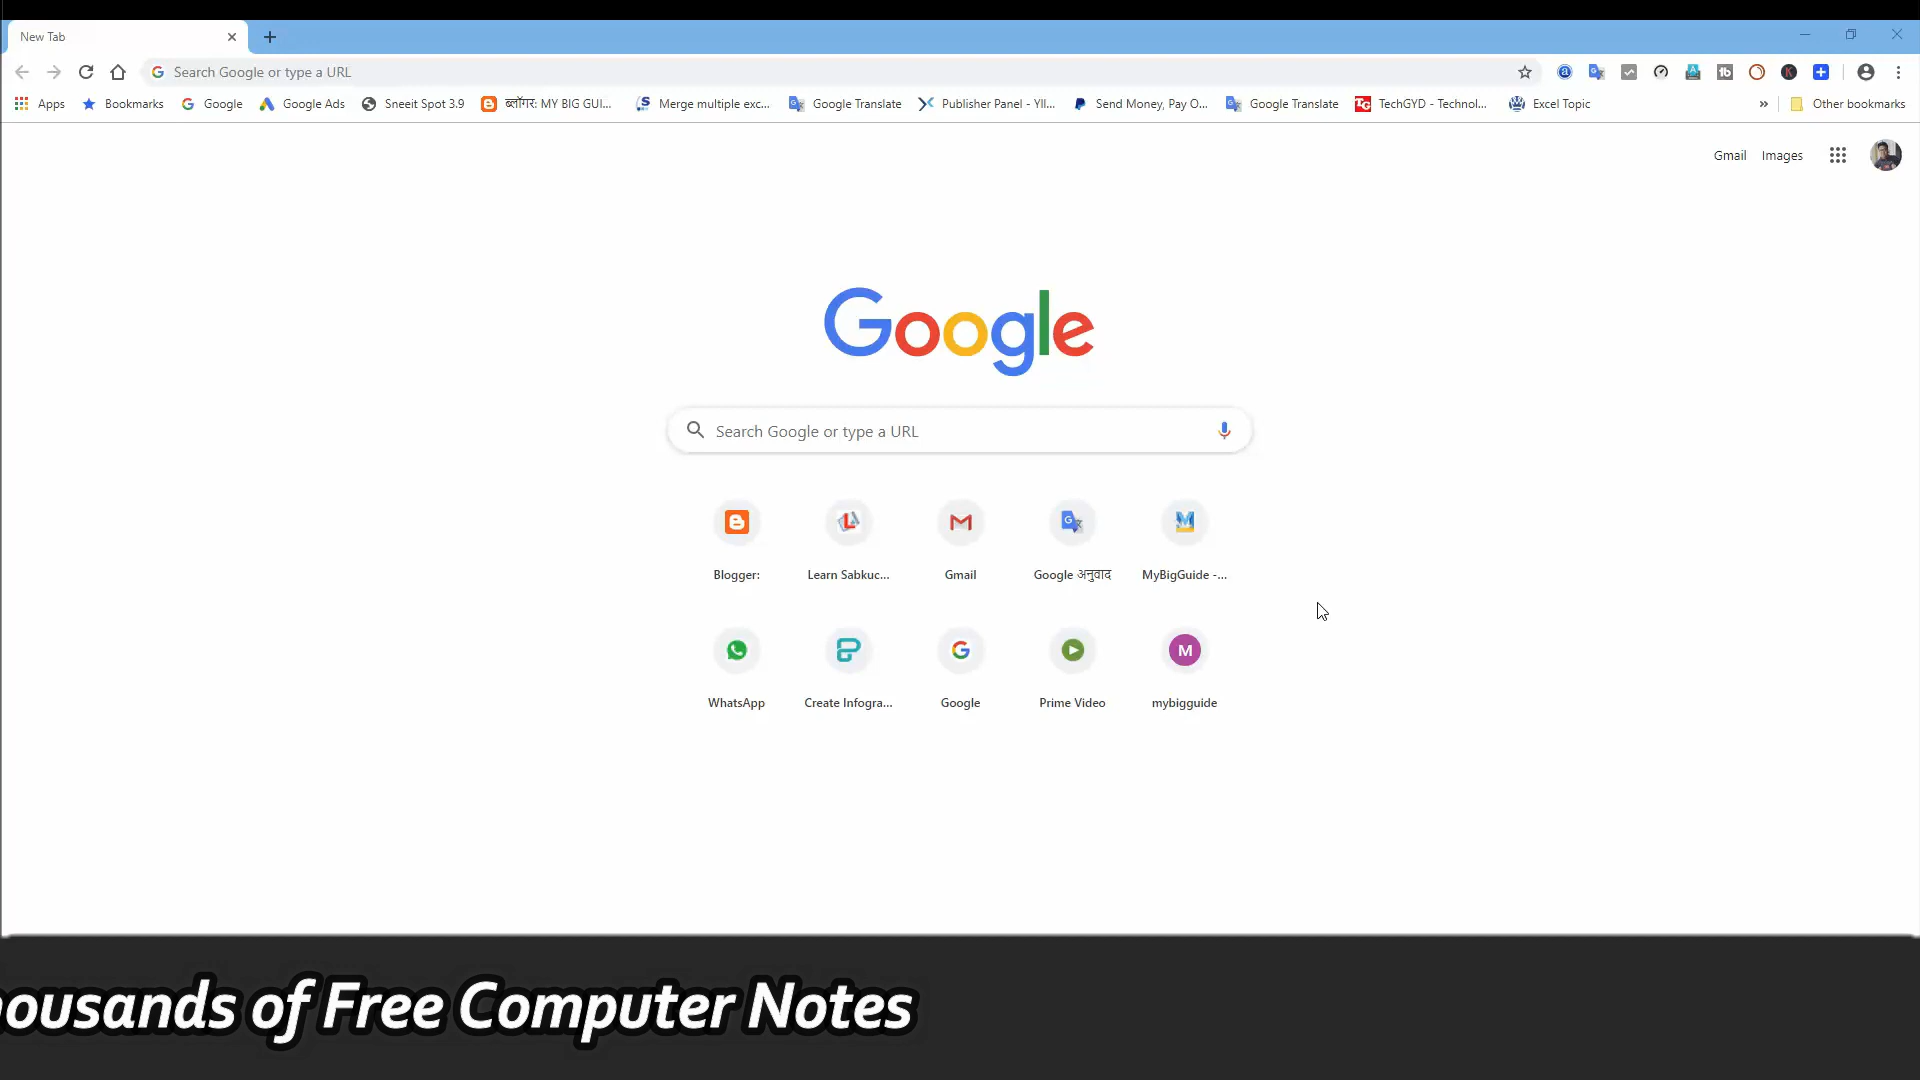 New Tab
Search Google or type a URL
Apps Bookmarks Google Google Ads Sneeit Spot 3.9 ब्लॉगर: MY BIG GUI... Merge multiple exc... Google Translate Publisher Panel - YII... Send Money, Pay O... Google Translate TechGYD - Technol... Excel Topic » Other bookmarks
Gmail Images
Google
Search Google or type a URL
Blogger: Learn Sabkuc... Gmail Google अनुवाद MyBigGuide -...
M
WhatsApp Create Infogra... Google Prime Video mybigguide
housands of Free Computer Notes